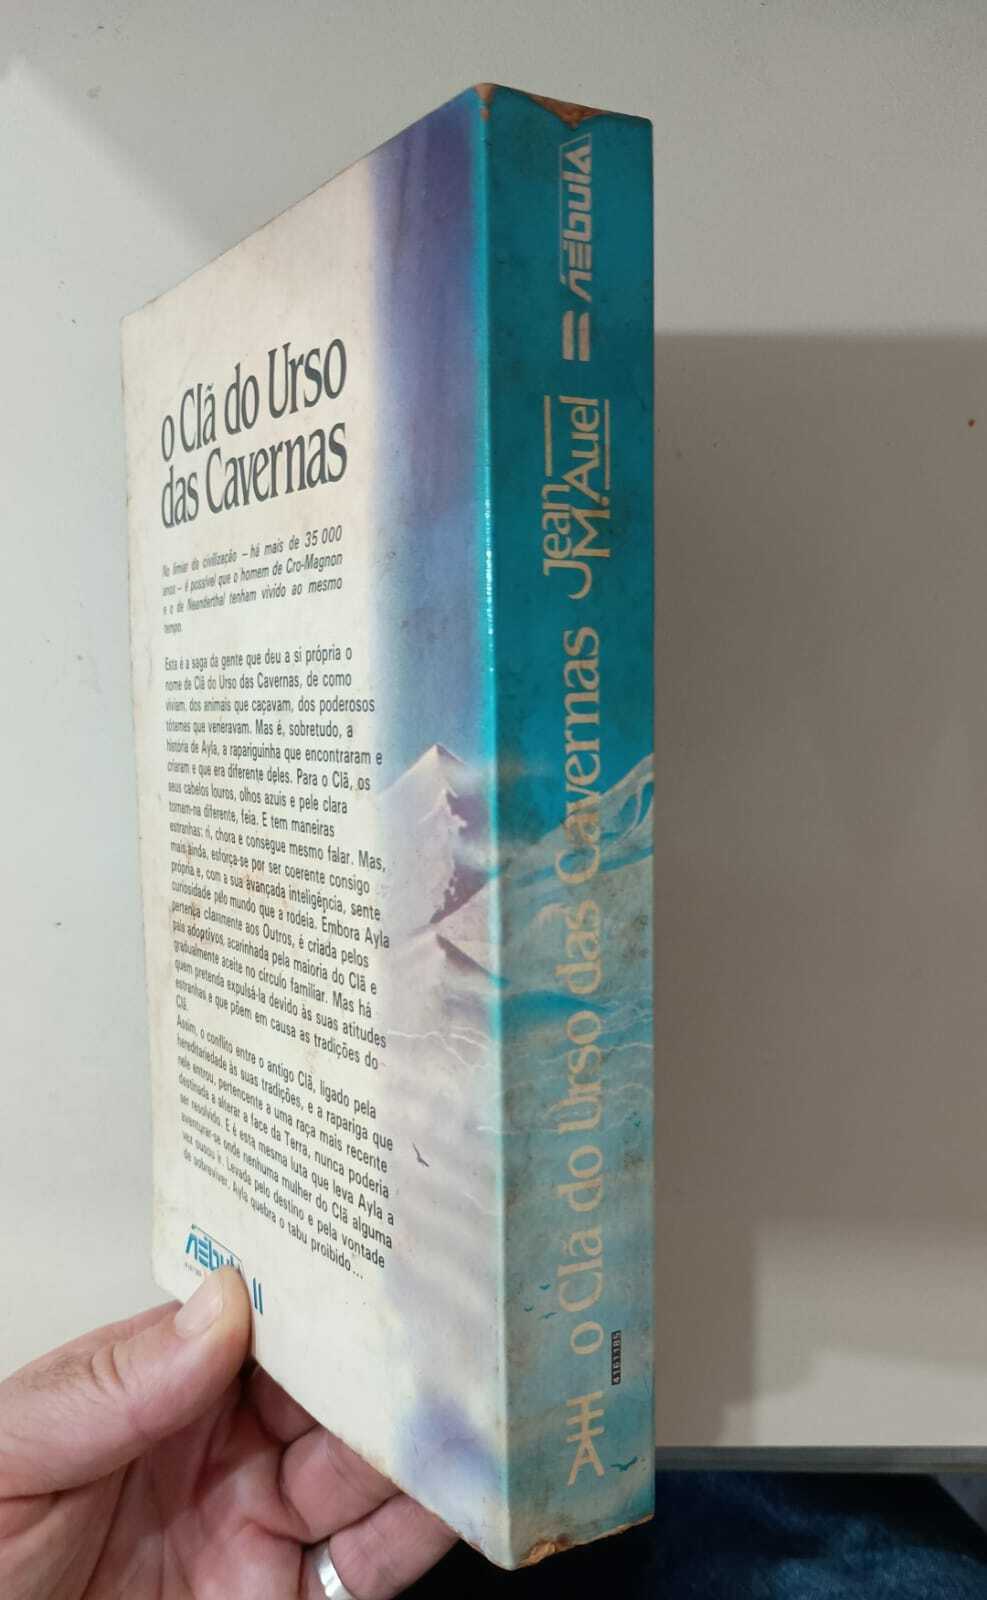 o Clã do Urso
das Cavernas
No limiar da civilização – há mais de 35 000
anos – é possível que o homem de Cro-Magnon
e o de Neanderthal tenham vivido ao mesmo
tempo.
Esta é a saga da gente que deu a si própria o
nome de Clã do Urso das Cavernas, de como
viviam, dos animais que caçavam, dos poderosos
tótemes que veneravam. Mas é, sobretudo, a
história de Ayla, a rapariguinha que encontraram e
criaram e que era diferente deles. Para o Clã, os
seus cabelos louros, olhos azuis e pele clara
tornam-na diferente, feia. E tem maneiras
estranhas: ri, chora e consegue mesmo falar. Mas,
mais ainda, esforça-se por ser coerente consigo
própria e, com a sua avançada inteligência, sente
curiosidade pelo mundo que a rodeia. Embora Ayla
pertença claramente aos Outros, é criada pelos
pais adoptivos, acarinhada pela maioria do Clã e
gradualmente aceite no círculo familiar. Mas há
quem pretenda expulsá-la devido às suas atitudes
estranhas e que põem em causa as tradições do
Clã.
Assim, o conflito entre o antigo Clã, ligado pela
hereditariedade às suas tradições, e a rapariga que
nele entrou, pertencente a uma raça mais recente
destinada a alterar a face da Terra, nunca poderia
ser resolvido. E é esta mesma luta que leva Ayla a
aventurar-se onde nenhuma mulher do Clã alguma
vez ousou ir. Levada pelo destino e pela vontade
de sobreviver, Ayla quebra o tabu proibido...
nébula 11
o Clã do Urso das Cavernas
Jean
M. Auel
nébula
4161185